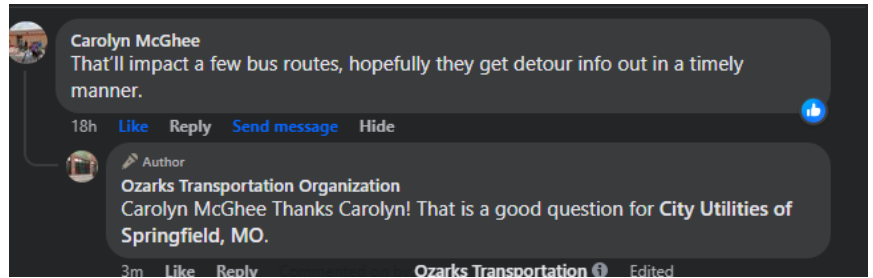 Carolyn McGhee
That'll impact a few bus routes, hopefully they get detour info out in a timely
manner.
18h Like Reply Send message Hide
Author
Ozarks Transportation Organization
Carolyn McGhee Thanks Carolyn! That is a good question for City Utilities of
Springfield, MO.
3m Like Reply Ozarks Transportation Edited